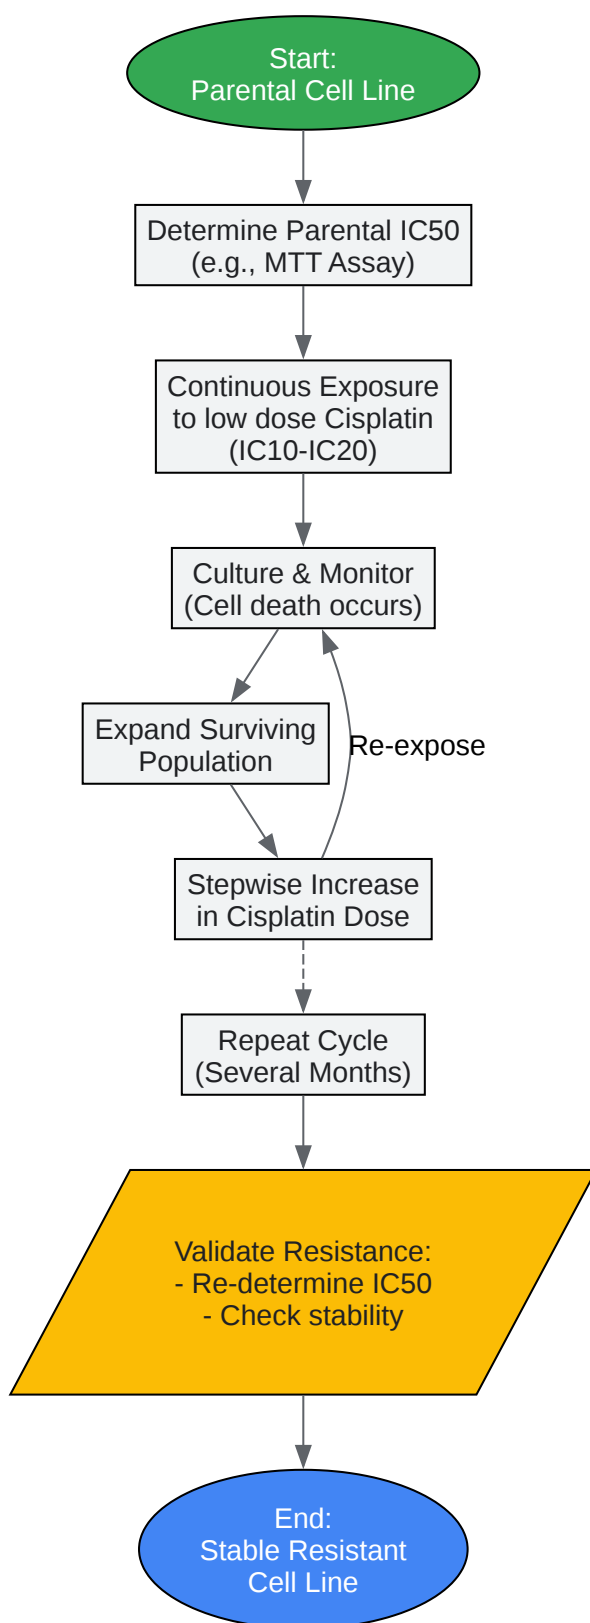 Start:
Parental Cell Line
Determine Parental IC50
(e.g., MTT Assay)
Continuous Exposure
to low dose Cisplatin
(IC10-IC20)
Culture & Monitor
(Cell death occurs)
Expand Surviving
Population
Re-expose
Stepwise Increase
in Cisplatin Dose
Repeat Cycle
(Several Months)
Validate Resistance:
- Re-determine IC50
- Check stability
End:
Stable Resistant
Cell Line